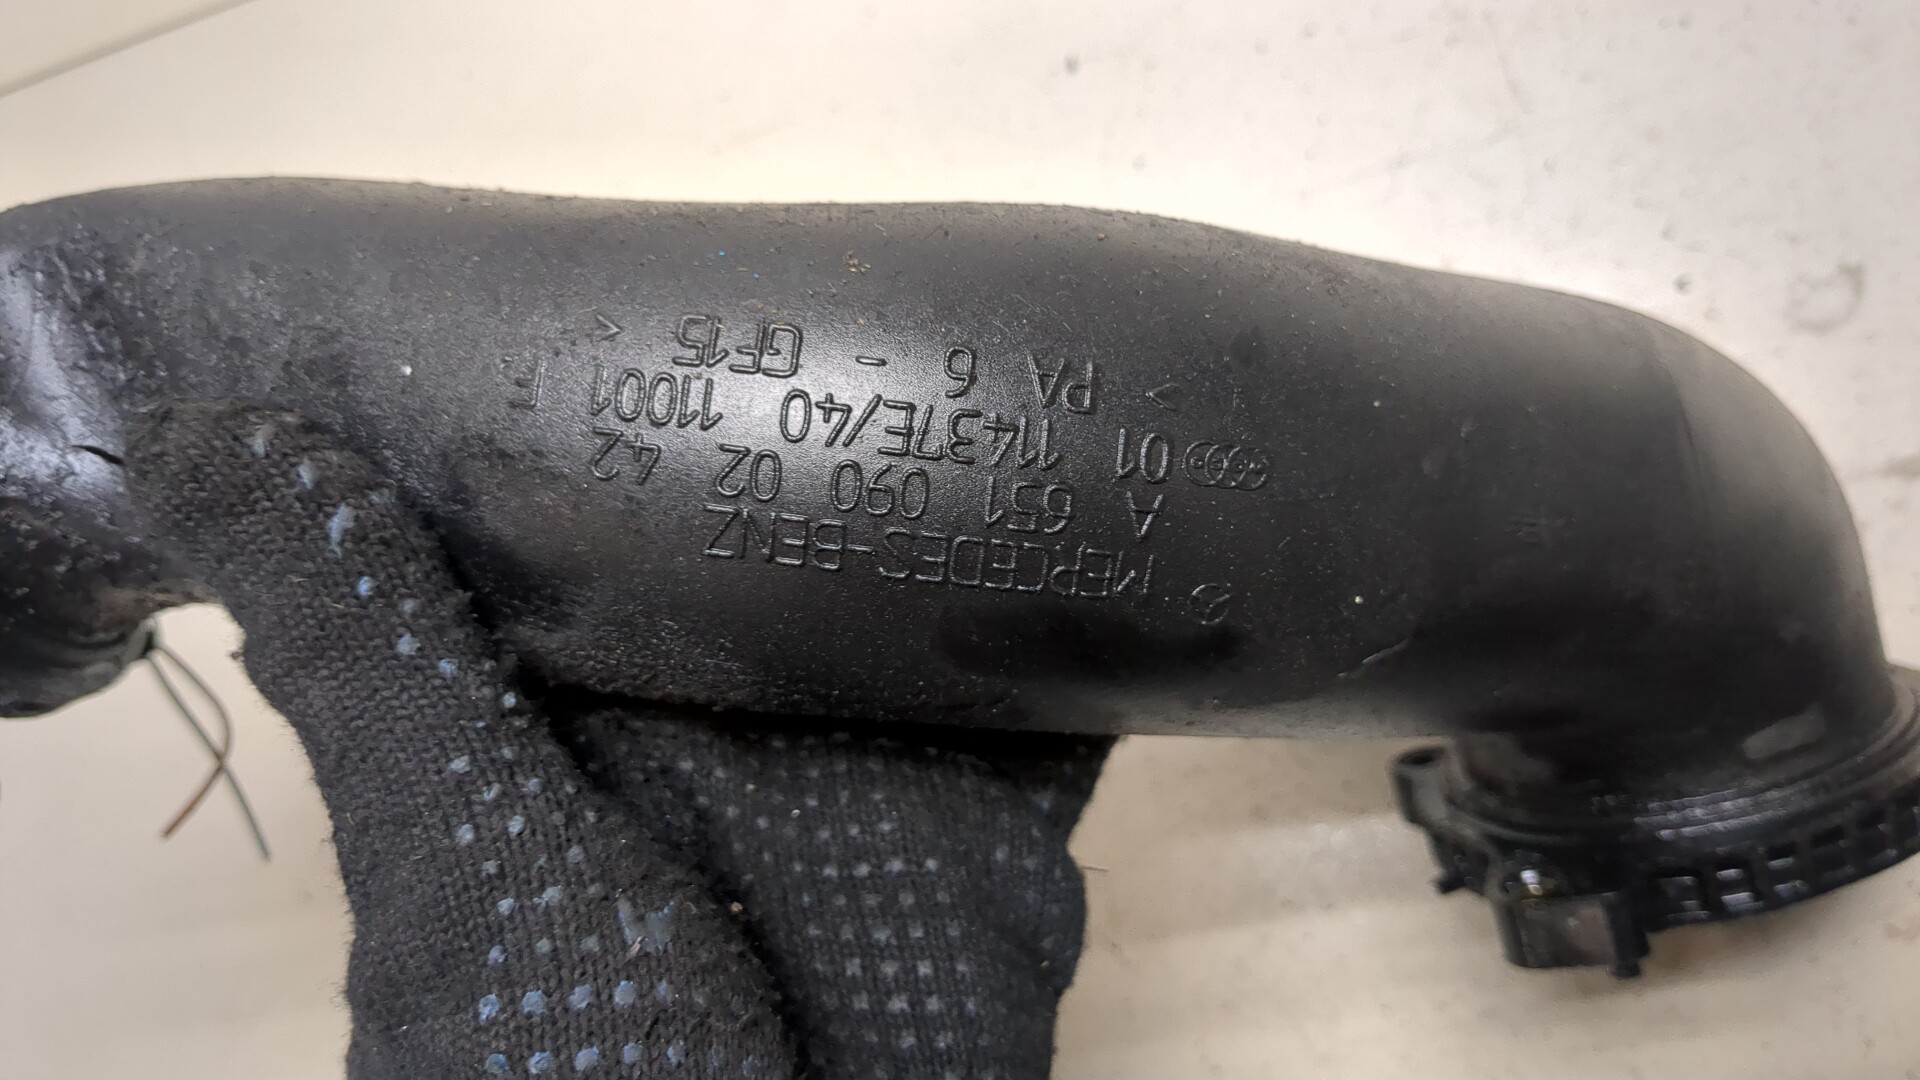 MERCEDES-BENZ
A 651 090 02 42
01 11437E/40 11001 F
> PA 6 - GF15 <